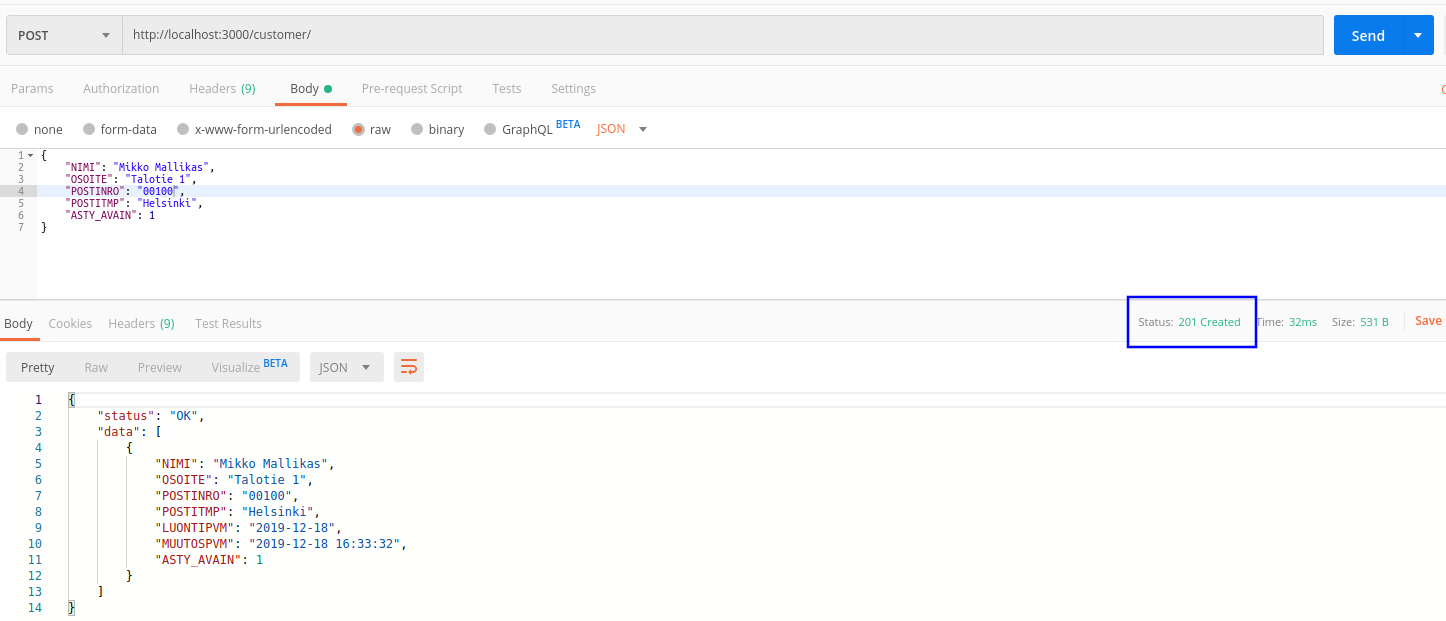 POST http://localhost:3000/customer/ Send
Params Authorization Headers (9) Body Pre-request Script Tests Settings
none form-data x-www-form-urlencoded raw binary GraphQL BETA JSON
1 {
2 "NIMI": "Mikko Mallikas",
3 "OSOITE": "Talotie 1",
4 "POSTINRO": "00100",
5 "POSTITMP": "Helsinki",
6 "ASTY_AVAIN": 1
7 }
Body Cookies Headers (9) Test Results Status: 201 Created Time: 32ms Size: 531 B Save
Pretty Raw Preview Visualize BETA JSON
1 {
2 "status": "OK",
3 "data": [
4 {
5 "NIMI": "Mikko Mallikas",
6 "OSOITE": "Talotie 1",
7 "POSTINRO": "00100",
8 "POSTITMP": "Helsinki",
9 "LUONTIPVM": "2019-12-18",
10 "MUUTOSPVM": "2019-12-18 16:33:32",
11 "ASTY_AVAIN": 1
12 }
13 ]
14 }